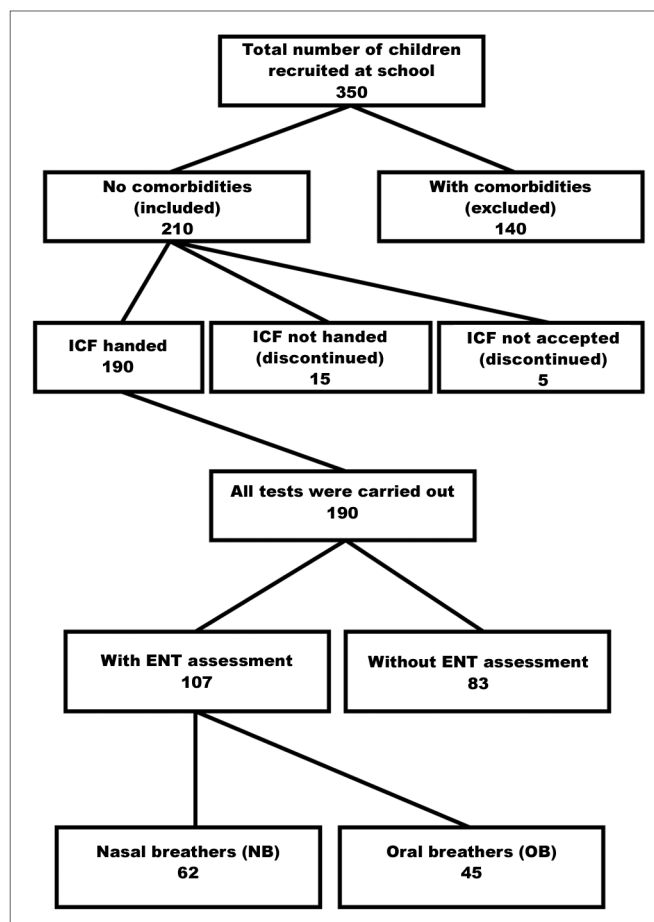 Total number of children
recruited at school
350
No comorbidities
(included)
210
With comorbidities
(excluded)
140
ICF handed
190
ICF not handed
(discontinued)
15
ICF not accepted
(discontinued)
5
All tests were carried out
190
With ENT assessment
107
Without ENT assessment
83
Nasal breathers (NB)
62
Oral breathers (OB)
45